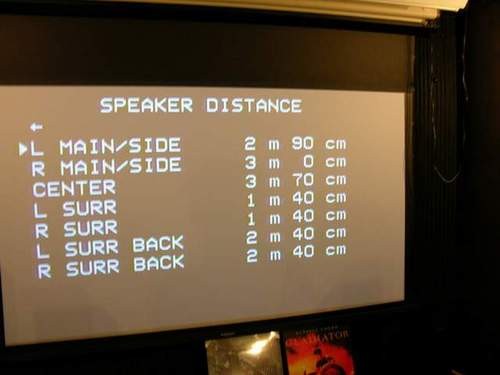 SPEAKER DISTANCE
←
►L MAIN/SIDE 2 m 90 cm
R MAIN/SIDE 3 m 0 cm
CENTER 3 m 70 cm
L SURR 1 m 40 cm
R SURR 1 m 40 cm
L SURR BACK 2 m 40 cm
R SURR BACK 2 m 40 cm
GLADIATOR